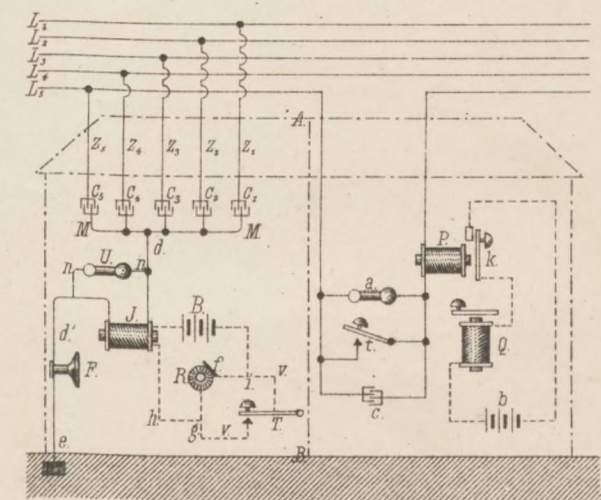 L₁
L₂
L₃
L₄
L₅
A.
Z₅ Z₄ Z₃ Z₂ Z₁
C₅ C₄ C₃ C₂ C₁
M d. M
P. k.
n U. n
a.
J. B
d'
t. Q.
F. R f i. v.
c. b
h. g v. T.
e. B